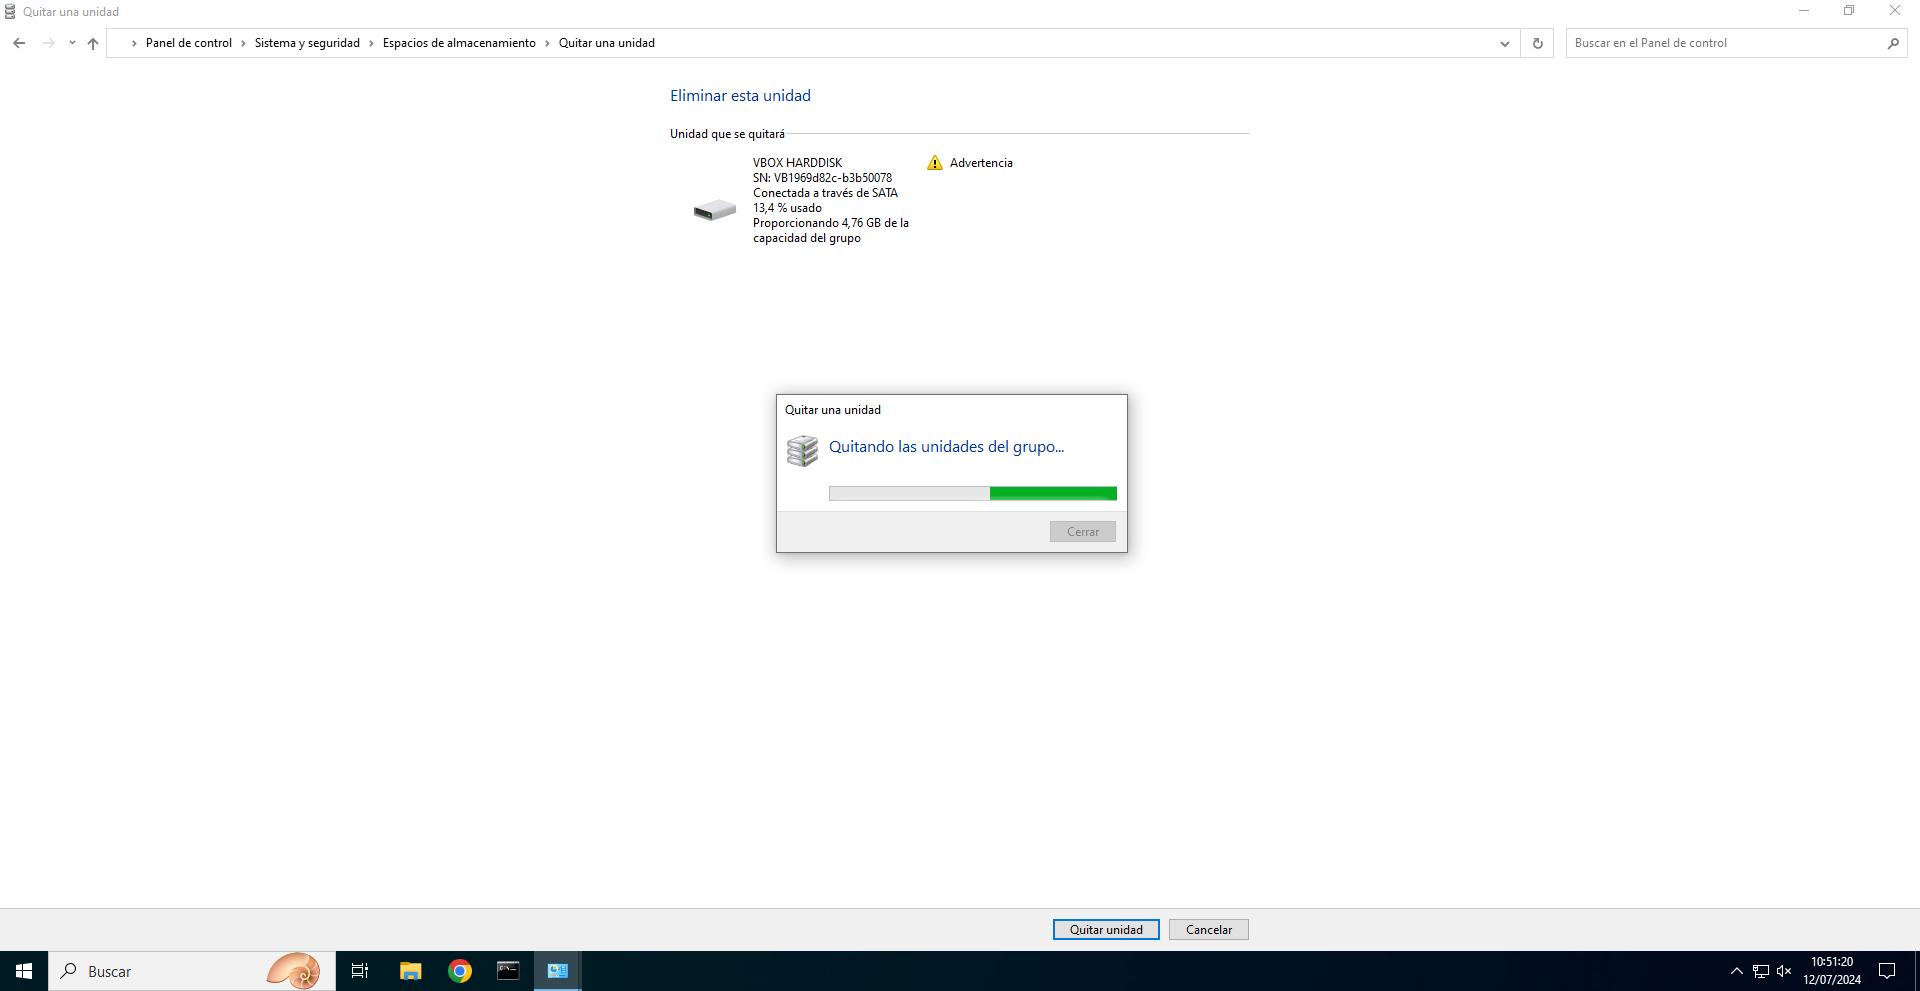 Quitar una unidad
Panel de control > Sistema y seguridad > Espacios de almacenamiento > Quitar una unidad
Buscar en el Panel de control
Eliminar esta unidad
Unidad que se quitará
VBOX HARDDISK
SN: VB1969d82c-b3b50078
Conectada a través de SATA
13,4 % usado
Proporcionando 4,76 GB de la
capacidad del grupo
Advertencia
Quitar una unidad
Quitando las unidades del grupo...
Cerrar
Quitar unidad
Cancelar
Buscar
10:51:20
12/07/2024